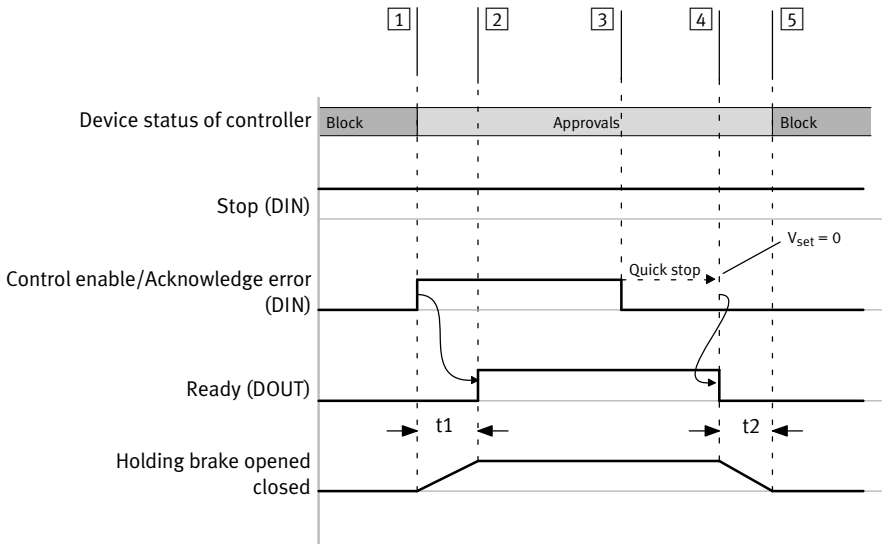 1 2 3 4 5
Device status of controller
Block Approvals Block
Stop (DIN)
Vset = 0
Control enable/Acknowledge error
(DIN)
Quick stop
Ready (DOUT)
t1 t2
Holding brake opened
closed